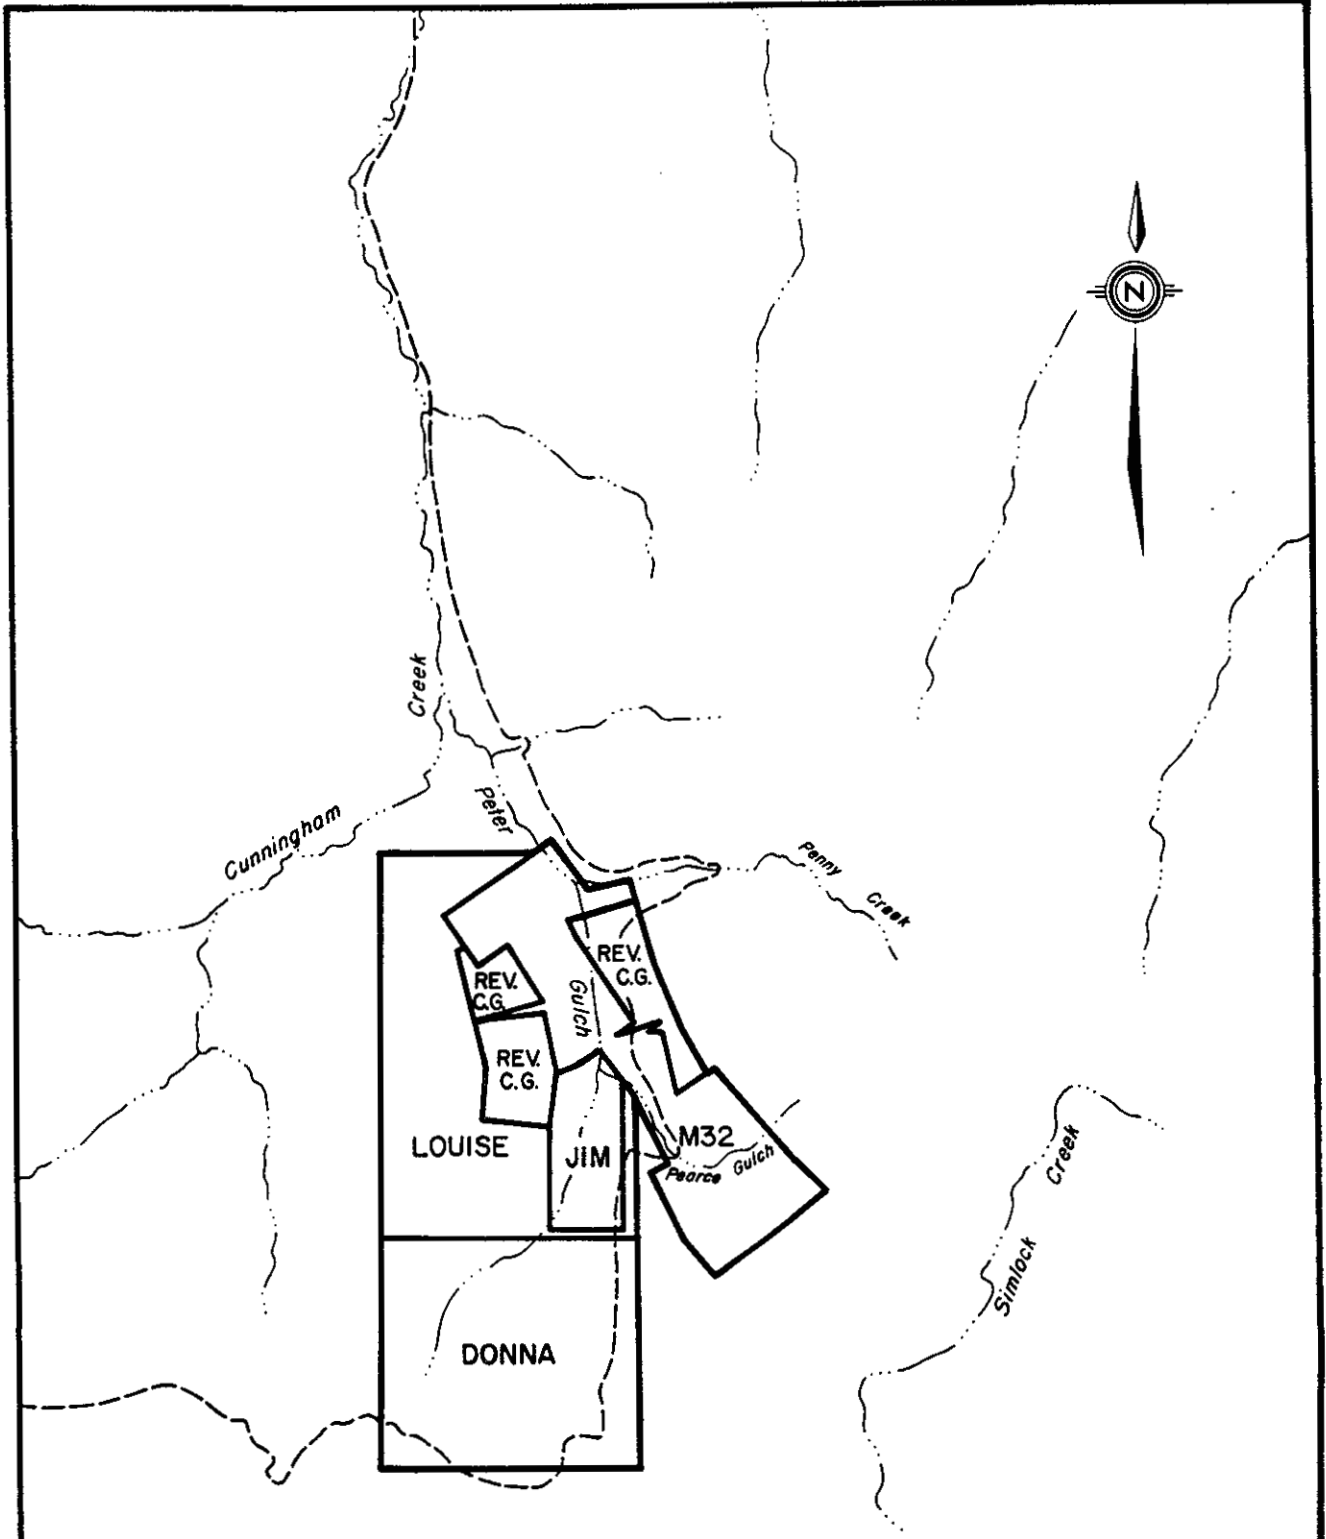 N
Creek
Peter
Cunningham
Penny
Creek
REV.
C.G.
REV.
C.G.
Gulch
REV.
C.G.
LOUISE
JIM
M32
Pearce Gulch
Creek
Simlock
DONNA